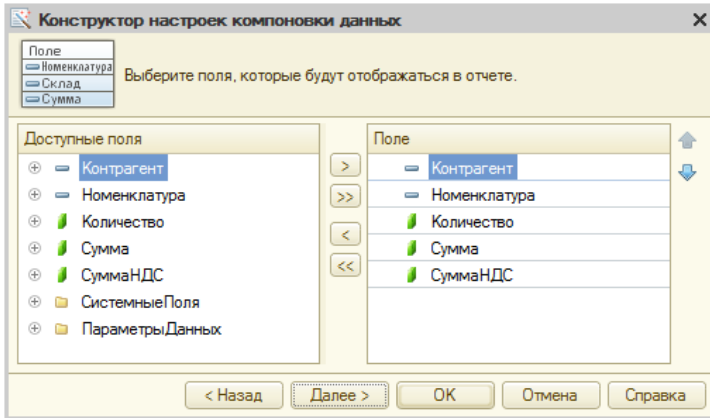 Конструктор настроек компоновки данных
Поле
Номенклатура
Склад
Сумма
Выберите поля, которые будут отображаться в отчете.
Доступные поля
Контрагент
Номенклатура
Количество
Сумма
СуммаНДС
СистемныеПоля
ПараметрыДанных
>
>>
<
<<
Поле
Контрагент
Номенклатура
Количество
Сумма
СуммаНДС
< Назад Далее > OK Отмена Справка